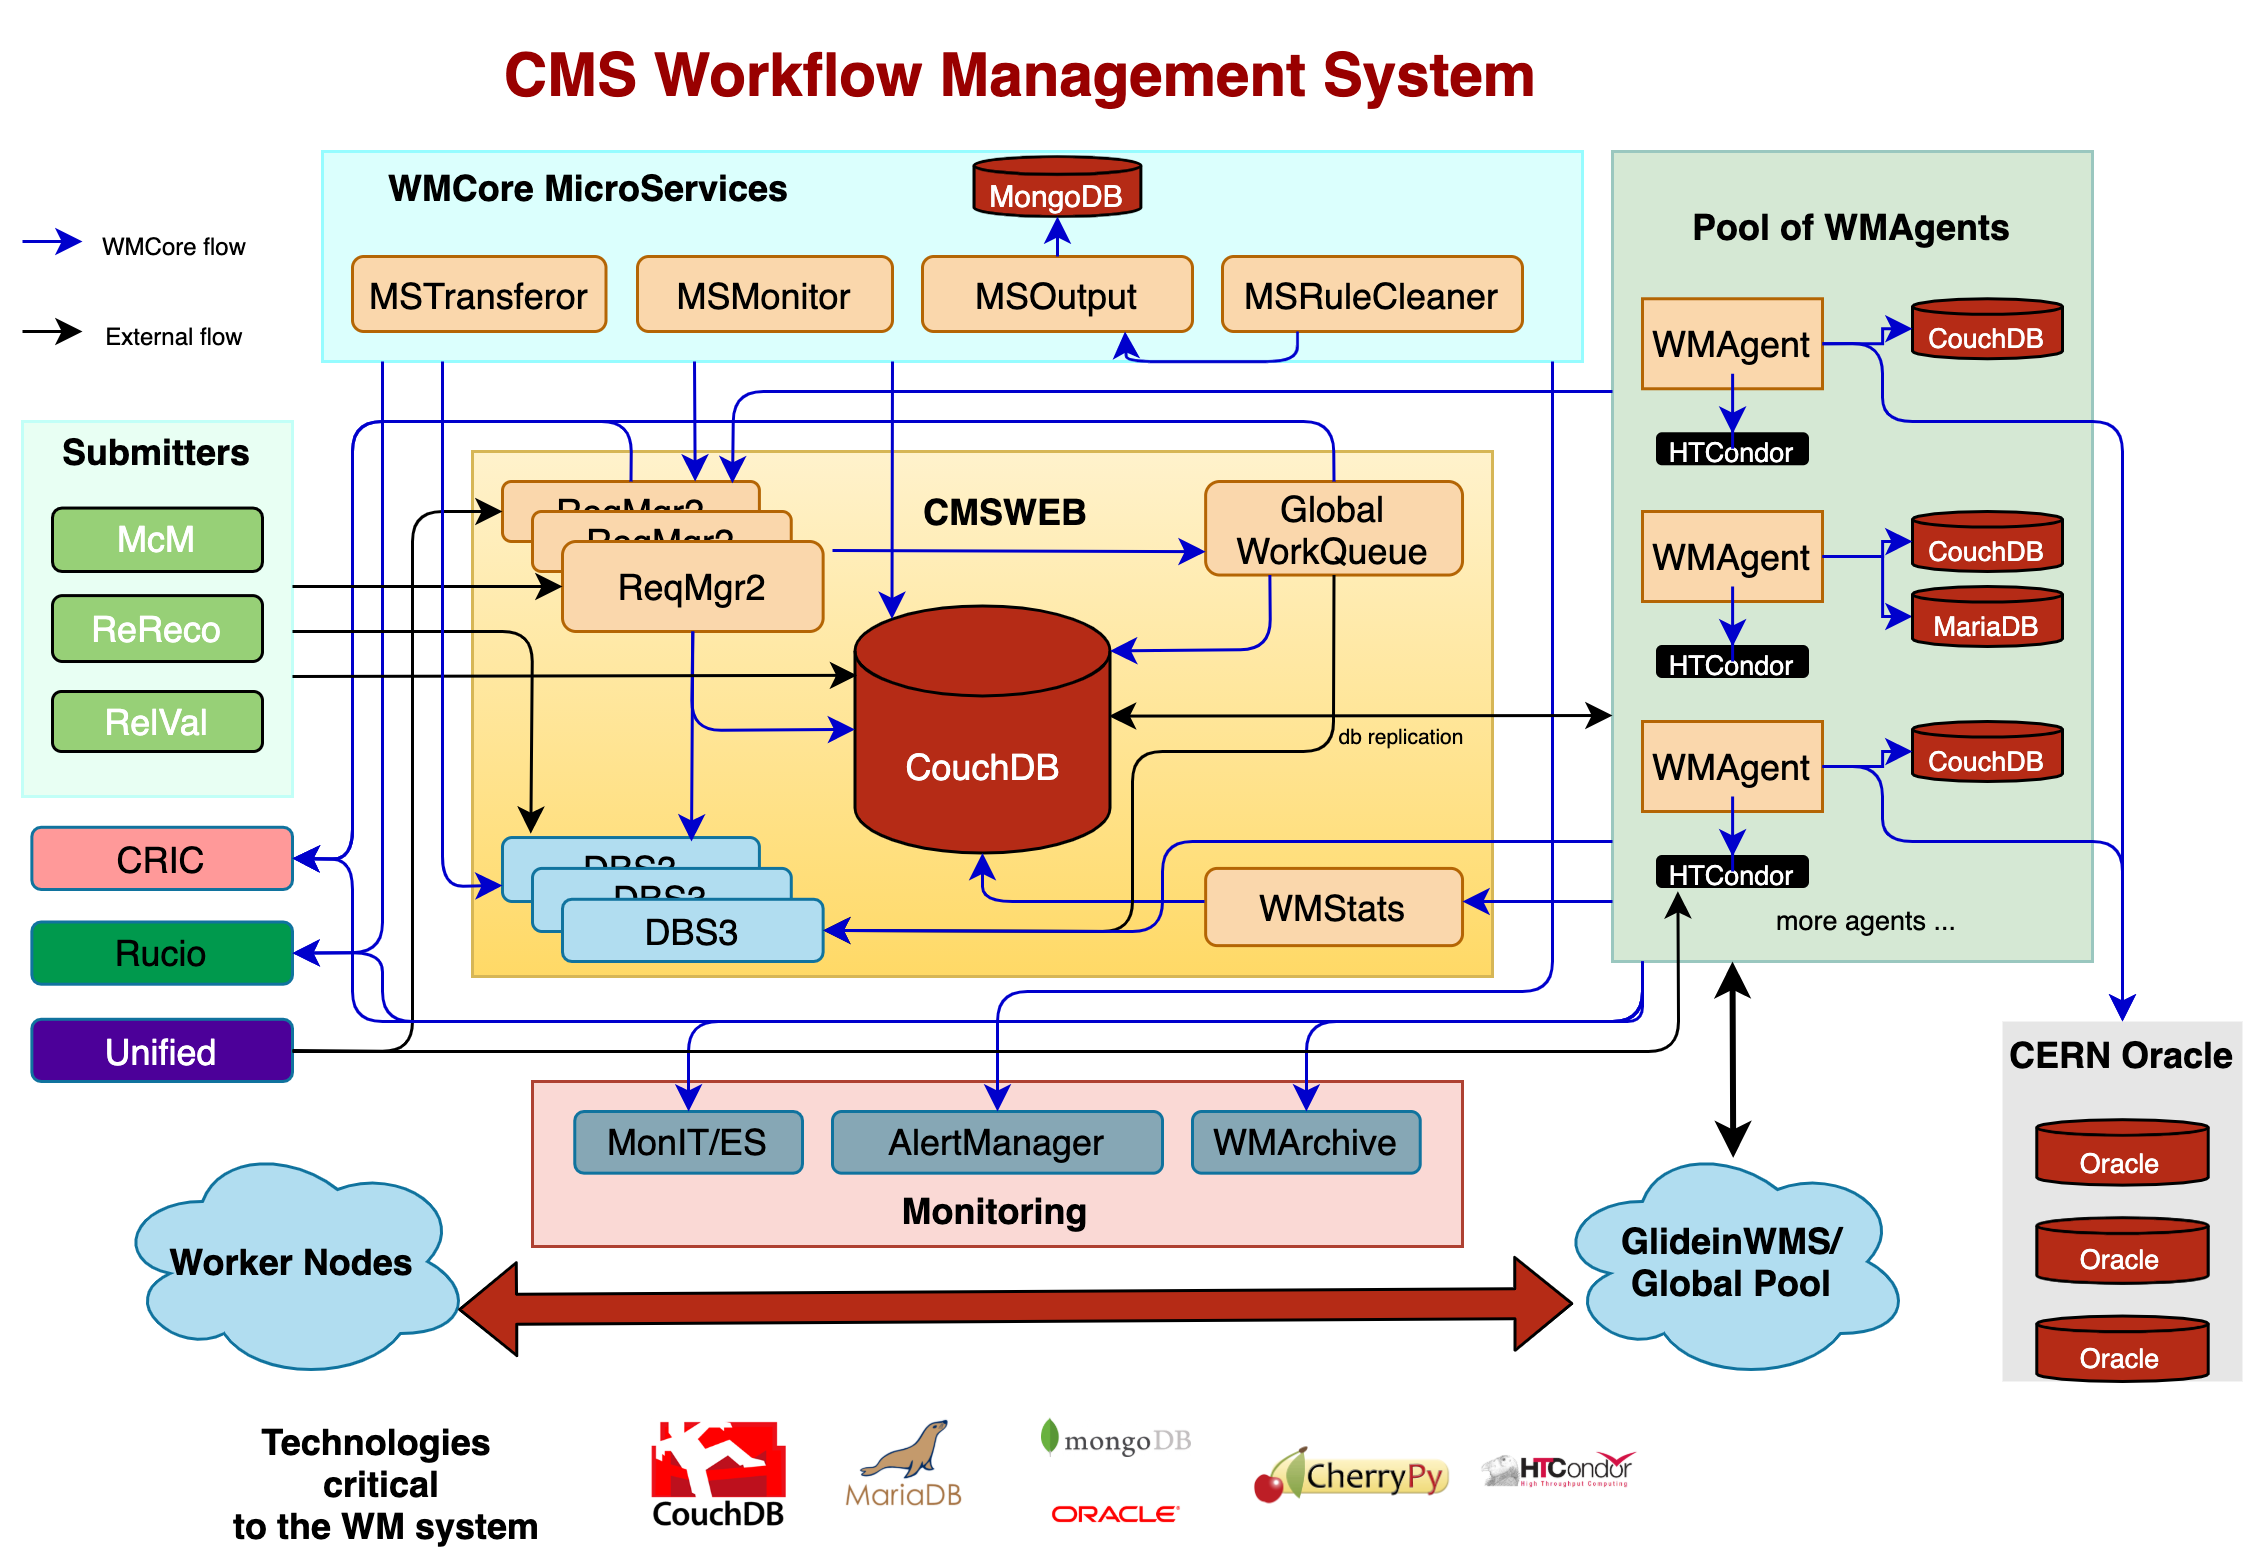 CMS Workflow Management System
WMCore flow
External flow
WMCore MicroServices
MongoDB
MSTransferor
MSMonitor
MSOutput
MSRuleCleaner
Pool of WMAgents
WMAgent
CouchDB
HTCondor
WMAgent
CouchDB
MariaDB
HTCondor
WMAgent
CouchDB
HTCondor
more agents ...
Submitters
McM
ReReco
RelVal
CRIC
Rucio
Unified
CMSWEB
ReqMgr2
ReqMgr2
ReqMgr2
Global
WorkQueue
CouchDB
db replication
DBS3
DBS3
DBS3
WMStats
MonIT/ES
AlertManager
WMArchive
Monitoring
CERN Oracle
Oracle
Oracle
Oracle
Worker Nodes
GlideinWMS/
Global Pool
Technologies
critical
to the WM system
CouchDB
MariaDB
mongoDB
ORACLE
CherryPy
HTCondor
High Throughput Computing